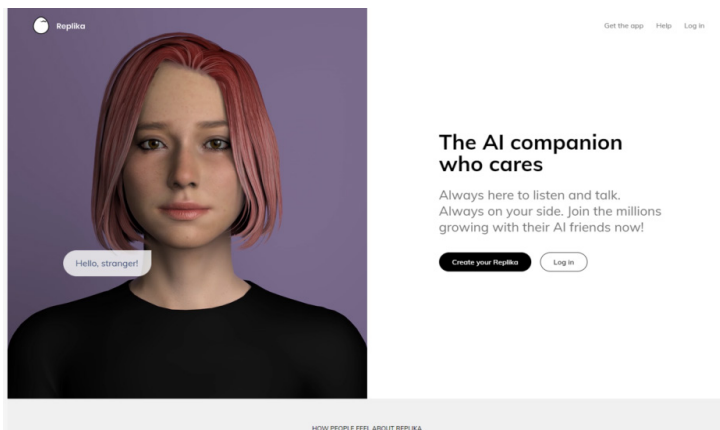 Replika
Get the app Help Log in
The AI companion
who cares
Always here to listen and talk.
Always on your side. Join the millions
growing with their AI friends now!
Hello, stranger!
Create your Replika Log in
HOW PEOPLE FEEL ABOUT REPLIKA